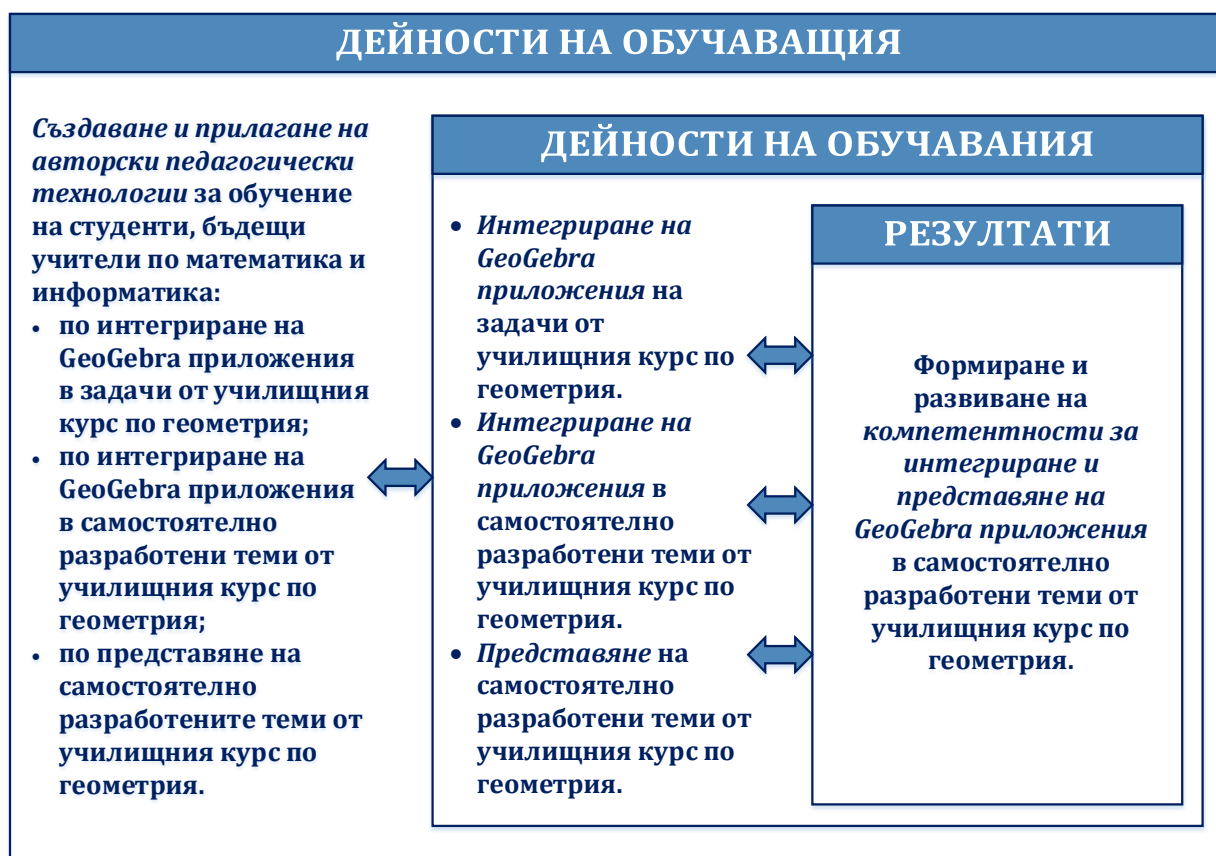 ДЕЙНОСТИ НА ОБУЧАВАЩИЯ
Създаване и прилагане на
авторски педагогически
технологии за обучение
на студенти, бъдещи
учители по математика и
информатика:
• по интегриране на
GeoGebra приложения
в задачи от училищния
курс по геометрия;
• по интегриране на
GeoGebra приложения
в самостоятелно
разработени теми от
училищния курс по
геометрия;
• по представяне на
самостоятелно
разработените теми от
училищния курс по
геометрия.
ДЕЙНОСТИ НА ОБУЧАВАНИЯ
• Интегриране на
GeoGebra
приложения на
задачи от
училищния курс по
геометрия.
• Интегриране на
GeoGebra
приложения в
самостоятелно
разработени теми от
училищния курс по
геометрия.
• Представяне на
самостоятелно
разработени теми от
училищния курс по
геометрия.
РЕЗУЛТАТИ
Формиране и
развиване на
компетентности за
интегриране и
представяне на
GeoGebra приложения
в самостоятелно
разработени теми от
училищния курс по
геометрия.